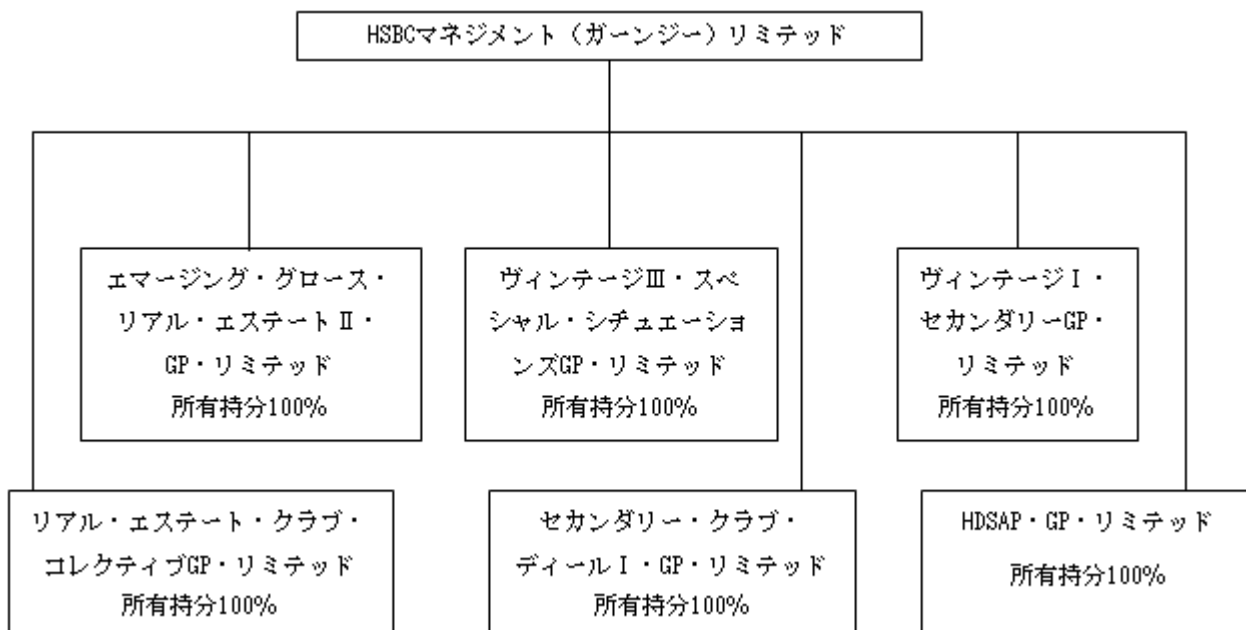 HSBCマネジメント（ガーンジー）リミテッド
エマージング・グロース・
リアル・エステートⅡ・
GP・リミテッド
所有持分100%
ヴィンテージⅢ・スペ
シャル・シチュエーショ
ンズGP・リミテッド
所有持分100%
ヴィンテージⅠ・
セカンダリーGP・
リミテッド
所有持分100%
リアル・エステート・クラブ・
コレクティブGP・リミテッド
所有持分100%
セカンダリー・クラブ・
ディールⅠ・GP・リミテッド
所有持分100%
HDSAP・GP・リミテッド
所有持分100%